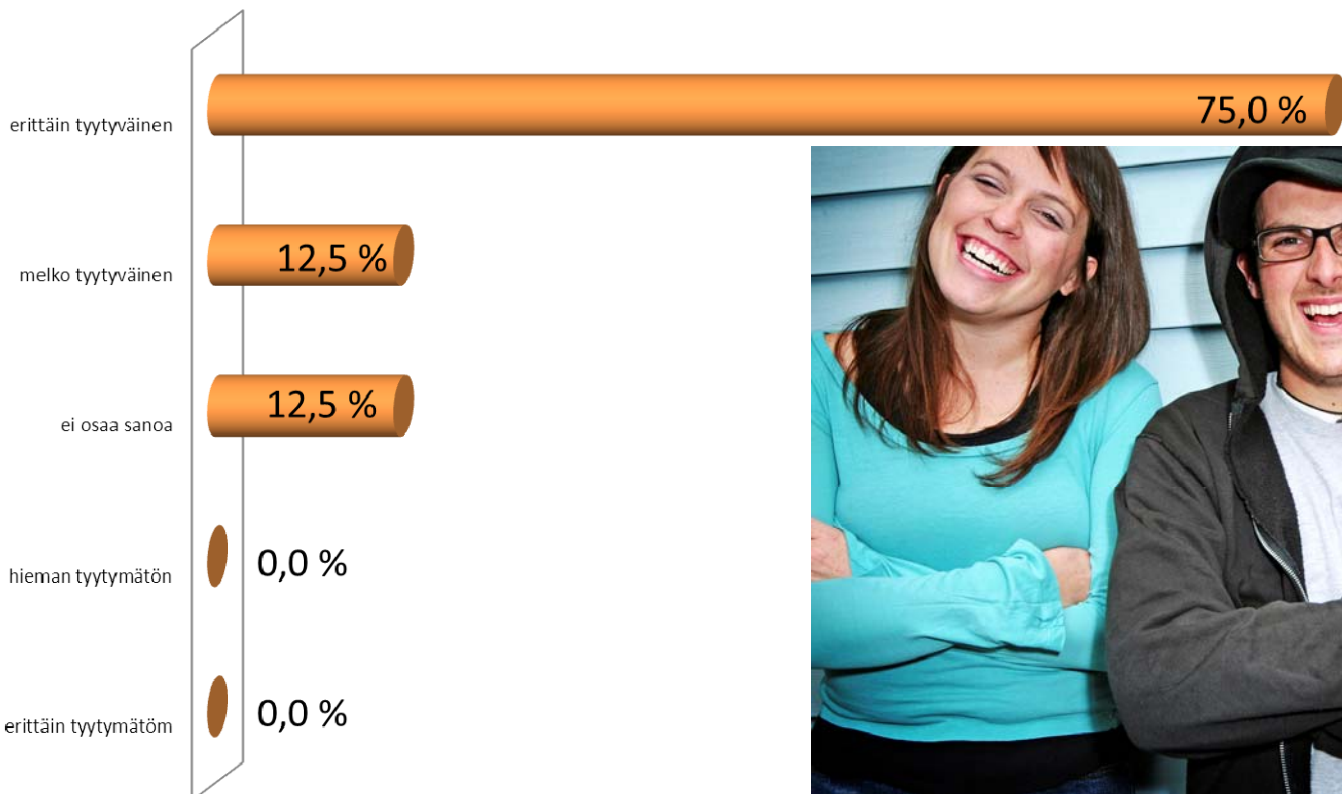 erittäin tyytyväinen 75,0 %
melko tyytyväinen 12,5 %
ei osaa sanoa 12,5 %
hieman tyytymätön 0,0 %
erittäin tyytymätöm 0,0 %